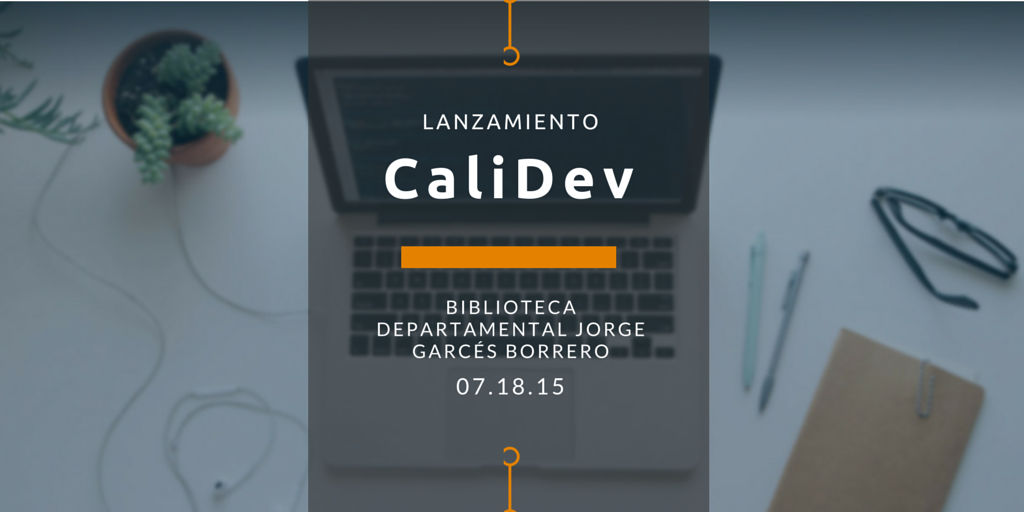 LANZAMIENTO
CaliDev
BIBLIOTECA
DEPARTAMENTAL JORGE
GARCÉS BORRERO
07.18.15